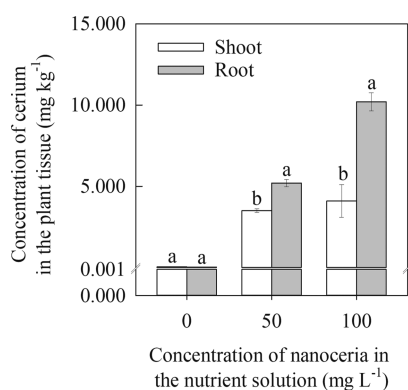 Concentration of cerium
in the plant tissue (mg kg⁻¹)
15.000
10.000
5.000
0.001
0.000
Shoot
Root
a a
b a
b a
0 50 100
Concentration of nanoceria in
the nutrient solution (mg L⁻¹)